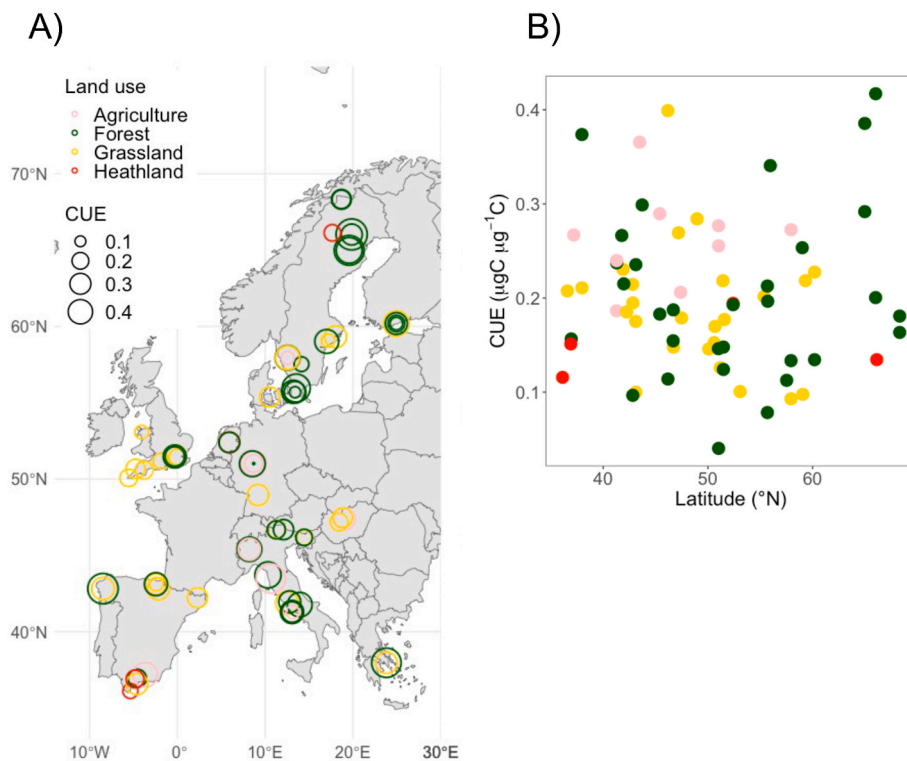 A)
B)
Land use
Agriculture
Forest
Grassland
Heathland
CUE
0.1
0.2
0.3
0.4
70°N
60°N
50°N
40°N
10°W
0°
10°E
20°E
30°E
CUE (μgC μg⁻¹C)
0.4
0.3
0.2
0.1
40
50
60
Latitude (°N)